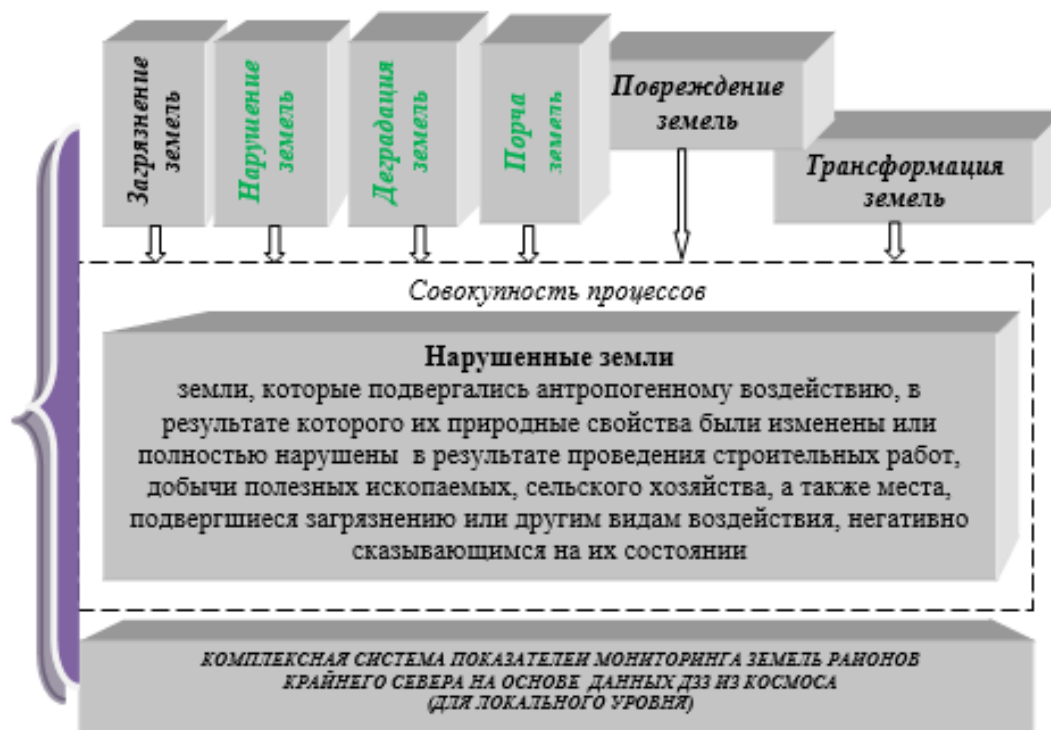 Загрязнение
земель
Нарушение
земель
Деградация
земель
Порча
земель
Повреждение
земель
Трансформация
земель
Совокупность процессов
Нарушенные земли
земли, которые подвергались антропогенному воздействию, в
результате которого их природные свойства были изменены или
полностью нарушены в результате проведения строительных работ,
добычи полезных ископаемых, сельского хозяйства, а также места,
подвергшиеся загрязнению или другим видам воздействия, негативно
сказывающимся на их состоянии
КОМПЛЕКСНАЯ СИСТЕМА ПОКАЗАТЕЛЕЙ МОНИТОРИНГА ЗЕМЕЛЬ РАЙОНОВ
КРАЙНЕГО СЕВЕРА НА ОСНОВЕ ДАННЫХ ДЗЗ ИЗ КОСМОСА
(ДЛЯ ЛОКАЛЬНОГО УРОВНЯ)